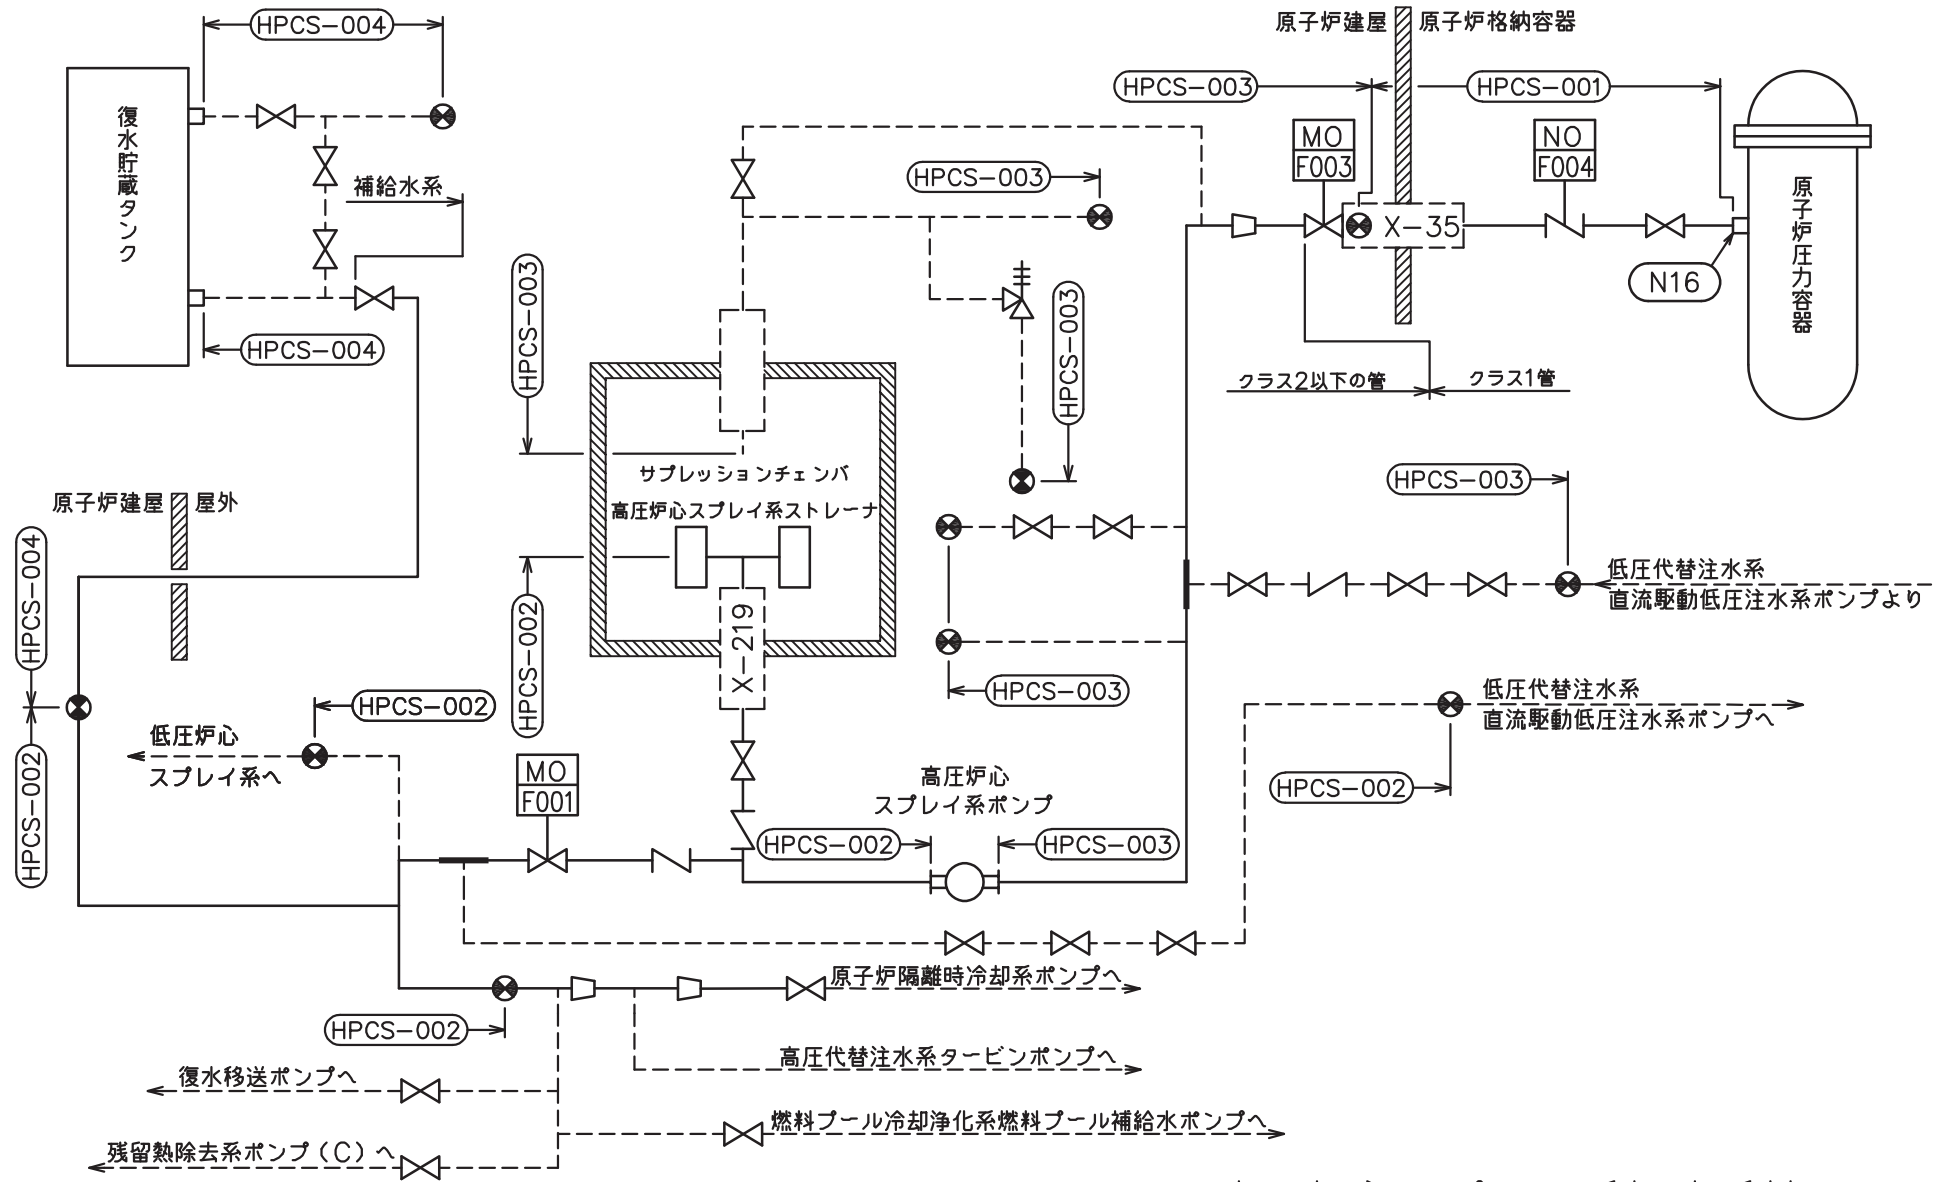 HPCS-004
復水貯蔵タンク
補給水系
HPCS-004
原子炉建屋
原子炉格納容器
HPCS-003
HPCS-001
MO
F003
NO
F004
X-35
N16
原子炉圧力容器
クラス2以下の管
クラス1管
HPCS-003
HPCS-003
HPCS-003
サプレッションチェンバ
高圧炉心スプレイ系ストレーナ
HPCS-002
X-219
HPCS-003
低圧代替注水系
直流駆動低圧注水系ポンプより
HPCS-003
低圧代替注水系
直流駆動低圧注水系ポンプへ
HPCS-002
原子炉建屋
屋外
HPCS-004
HPCS-002
HPCS-002
低圧炉心
スプレイ系へ
MO
F001
高圧炉心
スプレイ系ポンプ
HPCS-002
HPCS-003
原子炉隔離時冷却系ポンプへ
HPCS-002
高圧代替注水系タービンポンプへ
復水移送ポンプへ
燃料プール冷却浄化系燃料プール補給水ポンプへ
残留熱除去系ポンプ(C)へ